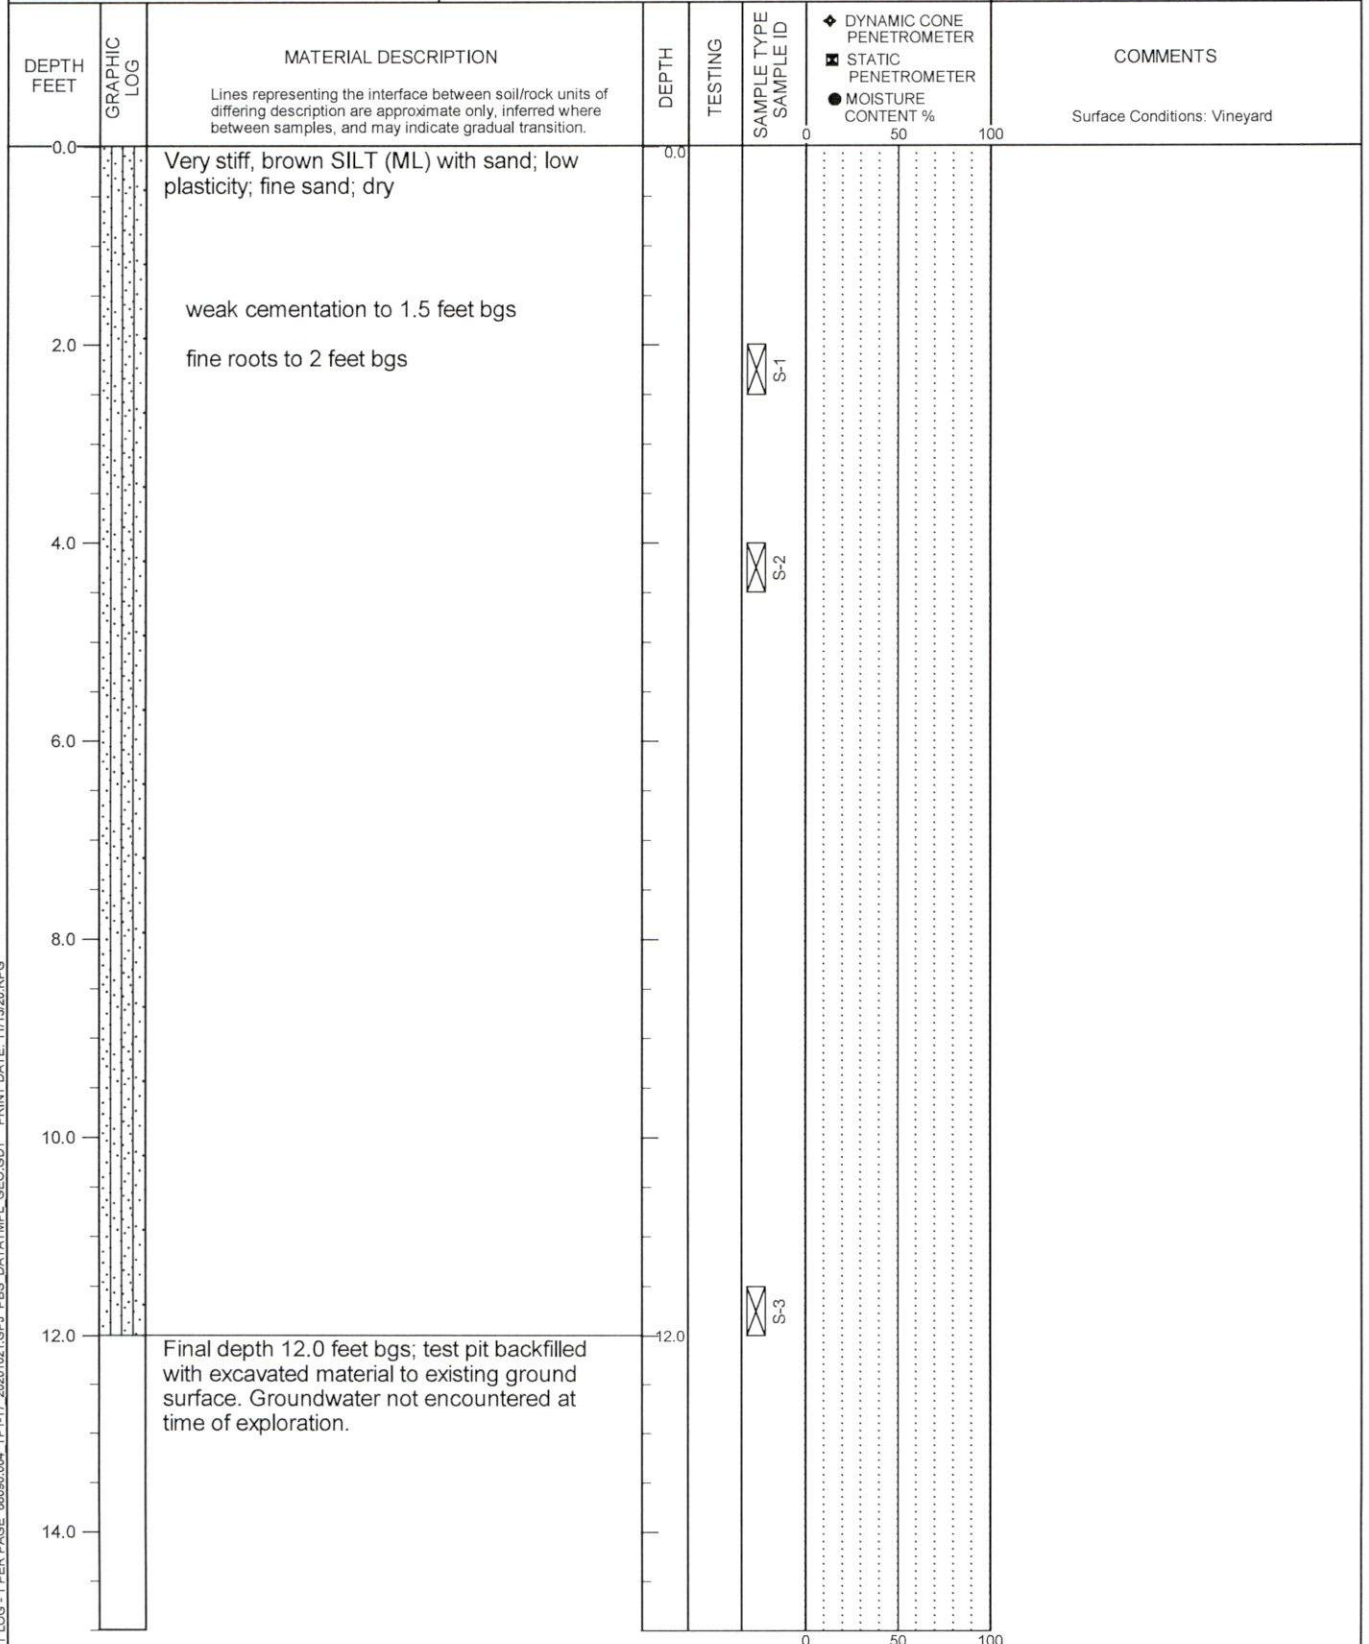 DEPTH
FEET
GRAPHIC
LOG
MATERIAL DESCRIPTION
Lines representing the interface between soil/rock units of
differing description are approximate only, inferred where
between samples, and may indicate gradual transition.
DEPTH
TESTING
SAMPLE TYPE
SAMPLE ID
DYNAMIC CONE
PENETROMETER
STATIC
PENETROMETER
MOISTURE
CONTENT %
0 50 100
COMMENTS
Surface Conditions: Vineyard
0.0
Very stiff, brown SILT (ML) with sand; low
plasticity; fine sand; dry
0.0
weak cementation to 1.5 feet bgs
2.0
fine roots to 2 feet bgs
S-1
4.0
S-2
6.0
8.0
10.0
S-3
12.0
12.0
Final depth 12.0 feet bgs; test pit backfilled
with excavated material to existing ground
surface. Groundwater not encountered at
time of exploration.
14.0
0 50 100